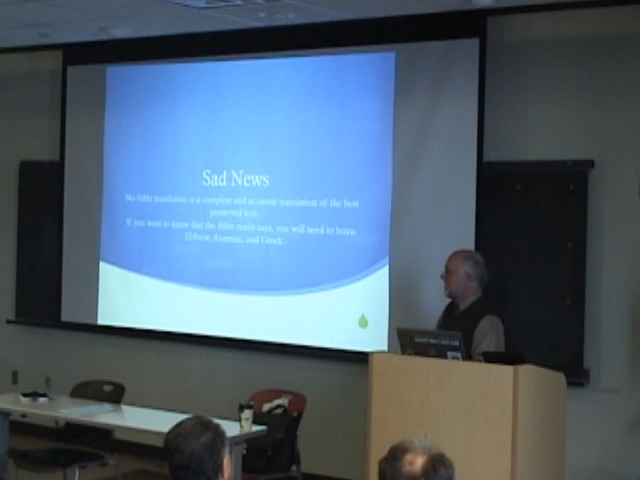 Sad News
No Bible translation is a complete and accurate translation of the best
preserved text.
If you want to know that the Bible really says, you will need to learn
Hebrew, Aramaic, and Greek.